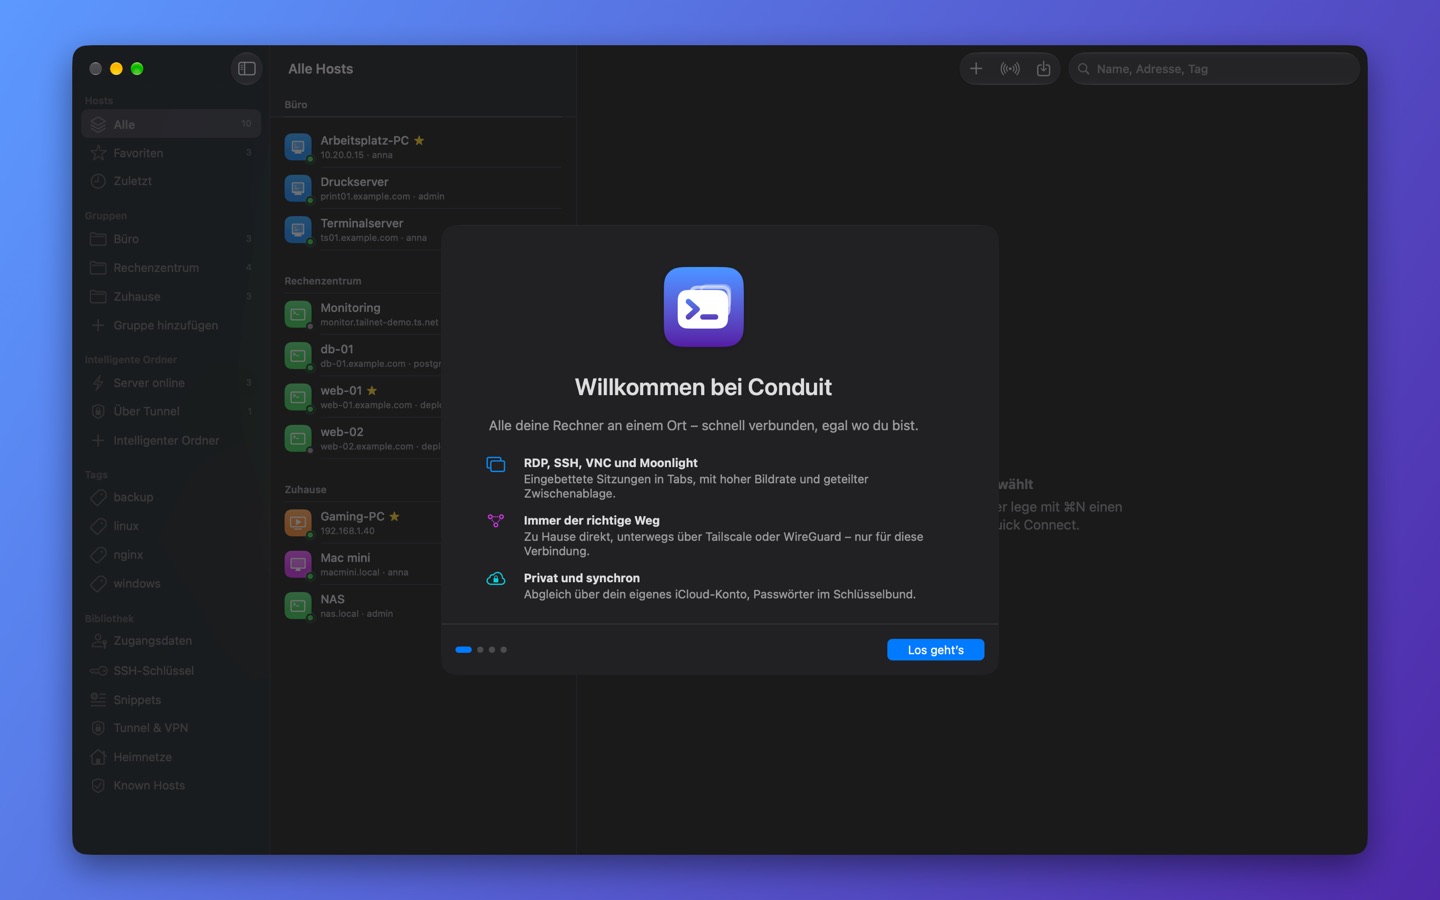 Alle Hosts
Name, Adresse, Tag
Hosts
Alle 10
Favoriten 3
Zuletzt
Gruppen
Büro 3
Rechenzentrum 4
Zuhause 3
Gruppe hinzufügen
Intelligente Ordner
Server online 3
Über Tunnel 1
Intelligenter Ordner
Tags
backup
linux
nginx
windows
Bibliothek
Zugangsdaten
SSH-Schlüssel
Snippets
Tunnel & VPN
Heimnetze
Known Hosts
Büro
Arbeitsplatz-PC
10.20.0.15 · anna
Druckserver
print01.example.com · admin
Terminalserver
ts01.example.com · anna
Rechenzentrum
Monitoring
monitor.tailnet-demo.ts.net
db-01
db-01.example.com · postgr
web-01
web-01.example.com · deplo
web-02
web-02.example.com · depl
Zuhause
Gaming-PC
192.168.1.40
Mac mini
macmini.local · anna
NAS
nas.local · admin
Willkommen bei Conduit
Alle deine Rechner an einem Ort – schnell verbunden, egal wo du bist.
RDP, SSH, VNC und Moonlight
Eingebettete Sitzungen in Tabs, mit hoher Bildrate und geteilter
Zwischenablage.
Immer der richtige Weg
Zu Hause direkt, unterwegs über Tailscale oder WireGuard – nur für diese
Verbindung.
Privat und synchron
Abgleich über dein eigenes iCloud-Konto, Passwörter im Schlüsselbund.
Los geht's
wählt
er lege mit ⌘N einen
uick Connect.